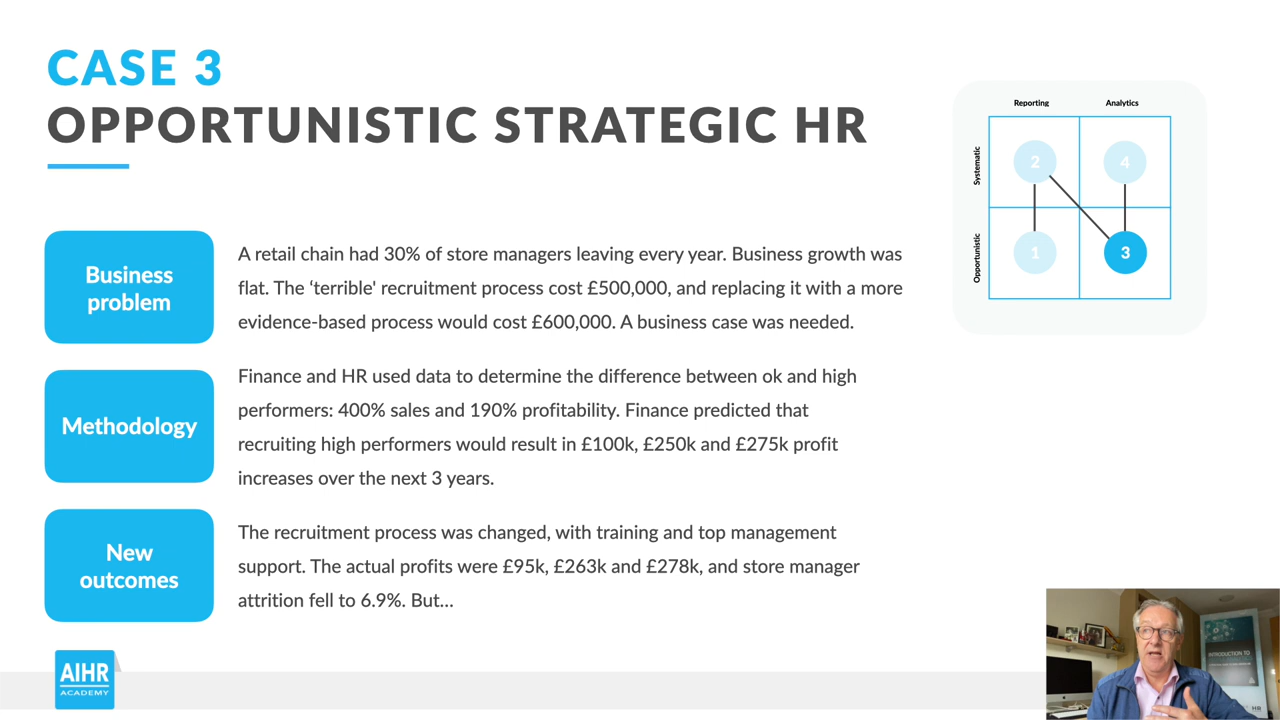 CASE 3
OPPORTUNISTIC STRATEGIC HR
Reporting
Analytics
Systematic
Opportunistic
2
4
1
3
Business
problem
A retail chain had 30% of store managers leaving every year. Business growth was
flat. The ‘terrible' recruitment process cost £500,000, and replacing it with a more
evidence-based process would cost £600,000. A business case was needed.
Methodology
Finance and HR used data to determine the difference between ok and high
performers: 400% sales and 190% profitability. Finance predicted that
recruiting high performers would result in £100k, £250k and £275k profit
increases over the next 3 years.
New
outcomes
The recruitment process was changed, with training and top management
support. The actual profits were £95k, £263k and £278k, and store manager
attrition fell to 6.9%. But...
AIHR
ACADEMY
INTRODUCTION TO
HR